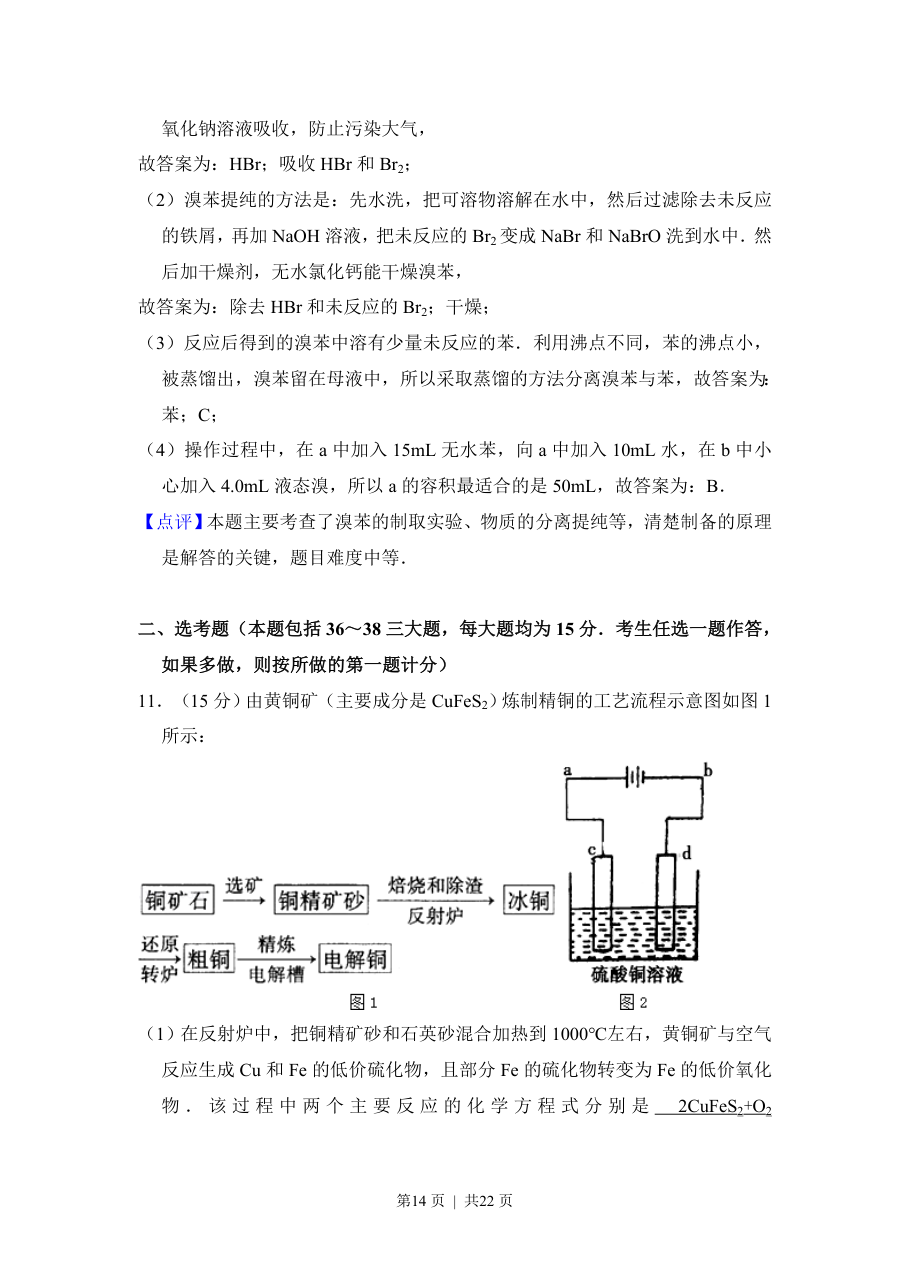 氧化钠溶液吸收，防止污染大气，
故答案为：HBr；吸收 HBr 和 Br₂；
（2）溴苯提纯的方法是：先水洗，把可溶物溶解在水中，然后过滤除去未反应
的铁屑，再加 NaOH 溶液，把未反应的 Br₂ 变成 NaBr 和 NaBrO 洗到水中．然
后加干燥剂，无水氯化钙能干燥溴苯，
故答案为：除去 HBr 和未反应的 Br₂；干燥；
（3）反应后得到的溴苯中溶有少量未反应的苯．利用沸点不同，苯的沸点小，
被蒸馏出，溴苯留在母液中，所以采取蒸馏的方法分离溴苯与苯，故答案为：
苯；C；
（4）操作过程中，在 a 中加入 15mL 无水苯，向 a 中加入 10mL 水，在 b 中小
心加入 4.0mL 液态溴，所以 a 的容积最适合的是 50mL，故答案为：B．
【点评】本题主要考查了溴苯的制取实验、物质的分离提纯等，清楚制备的原理
是解答的关键，题目难度中等．
二、选考题（本题包括 36～38 三大题，每大题均为 15 分．考生任选一题作答，
如果多做，则按所做的第一题计分）
11．（15 分）由黄铜矿（主要成分是 CuFeS₂）炼制精铜的工艺流程示意图如图 1
所示：
a b
c d
铜矿石 选矿 铜精矿砂 焙烧和除渣 反射炉 冰铜
还原 转炉 粗铜 精炼 电解槽 电解铜
硫酸铜溶液
图 1 图 2
（1）在反射炉中，把铜精矿砂和石英砂混合加热到 1000℃左右，黄铜矿与空气
反应生成 Cu 和 Fe 的低价硫化物，且部分 Fe 的硫化物转变为 Fe 的低价氧化
物．该过程中两个主要反应的化学方程式分别是 2CuFeS₂+O₂
第14 页 | 共22 页